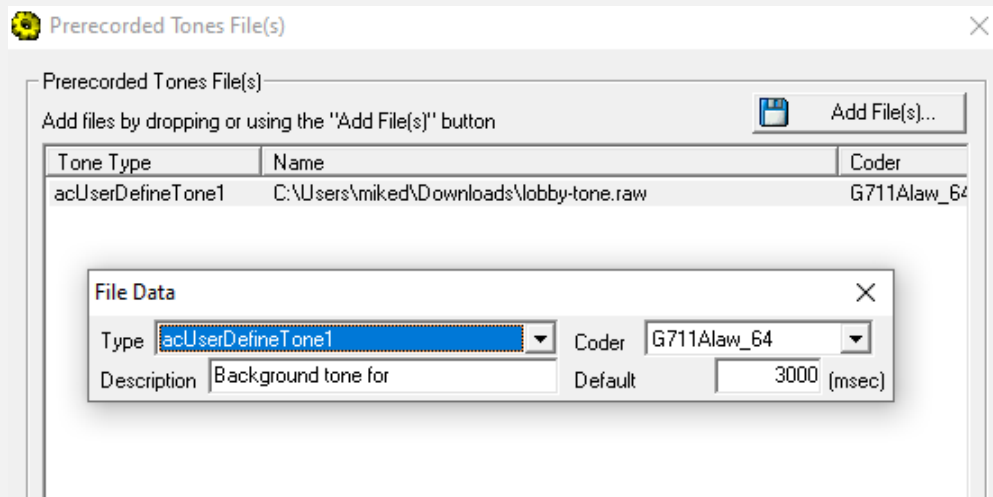 Prerecorded Tones File(s)
Prerecorded Tones File(s)
Add files by dropping or using the "Add File(s)" button
Add File(s)...
Tone Type Name Coder
acUserDefineTone1 C:\Users\miked\Downloads\lobby-tone.raw G711Alaw_64
File Data
Type acUserDefineTone1 Coder G711Alaw_64
Description Background tone for Default 3000 (msec)